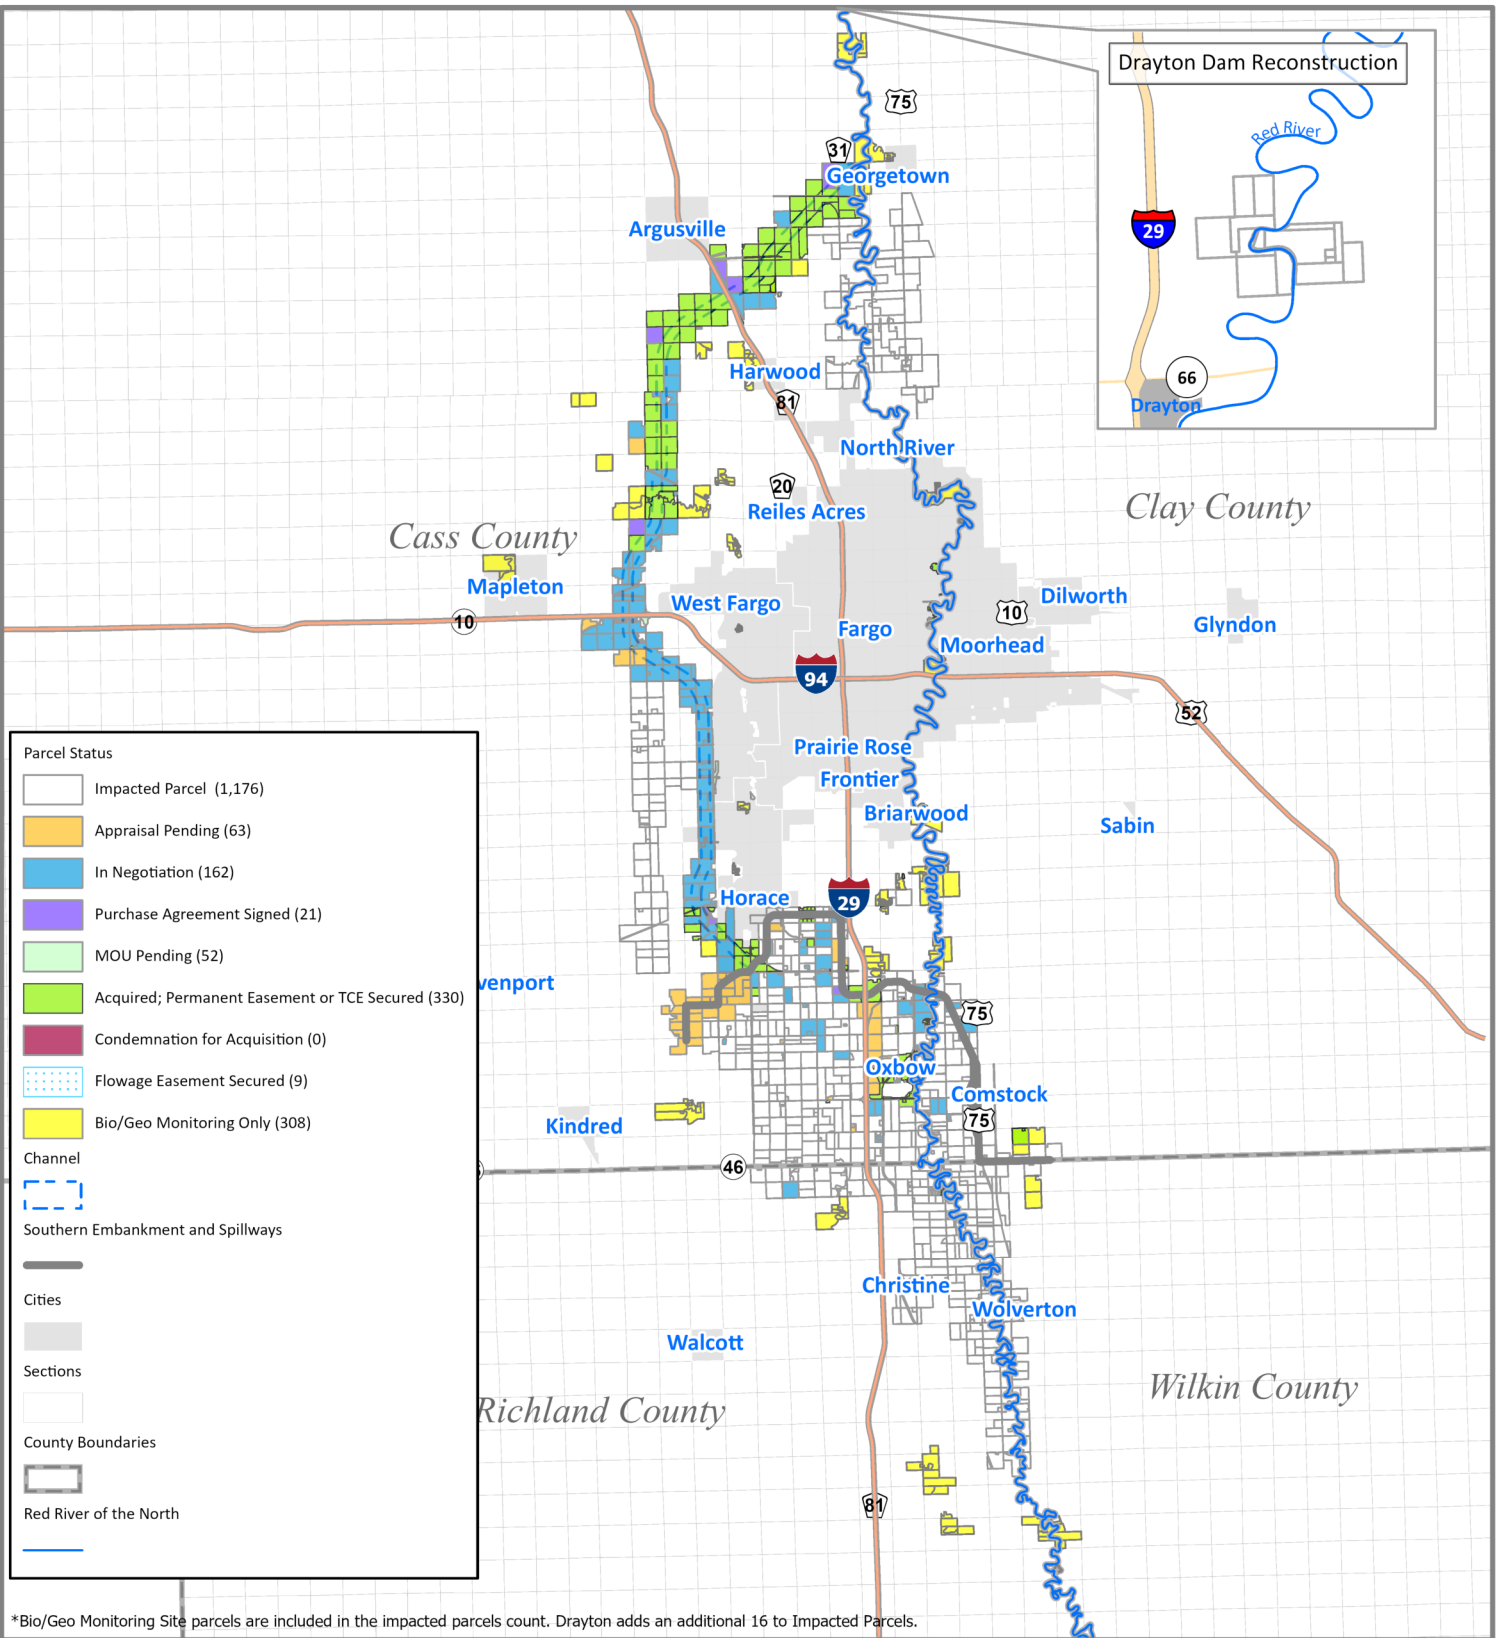 Drayton Dam Reconstruction
Red River
29
66
Drayton
75
31
Georgetown
Argusville
Harwood
81
North River
20
Reiles Acres
Clay County
Cass County
Mapleton
West Fargo
10
Fargo
10
Dilworth
Glyndon
Moorhead
94
52
Prairie Rose
Frontier
Briarwood
Sabin
Horace
29
venport
75
Oxbow
Comstock
75
Kindred
46
Christine
Wolverton
Walcott
Richland County
Wilkin County
81
Parcel Status
Impacted Parcel (1,176)
Appraisal Pending (63)
In Negotiation (162)
Purchase Agreement Signed (21)
MOU Pending (52)
Acquired; Permanent Easement or TCE Secured (330)
Condemnation for Acquisition (0)
Flowage Easement Secured (9)
Bio/Geo Monitoring Only (308)
Channel
Southern Embankment and Spillways
Cities
Sections
County Boundaries
Red River of the North
*Bio/Geo Monitoring Site parcels are included in the impacted parcels count. Drayton adds an additional 16 to Impacted Parcels.